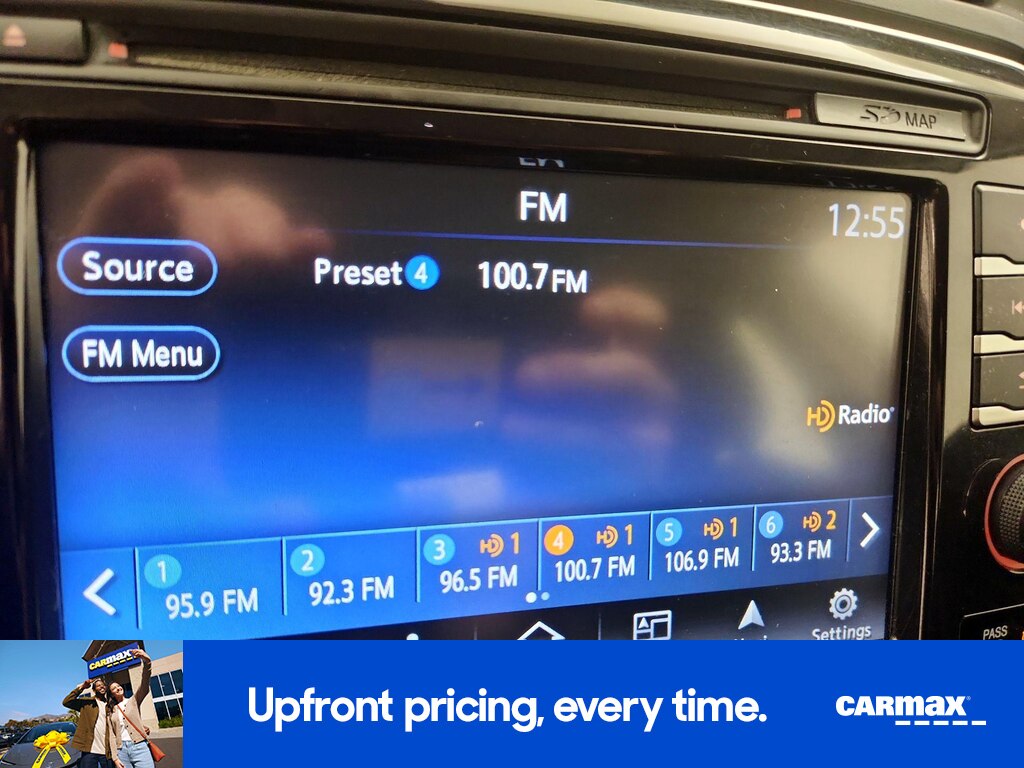 SD MAP
FM
12:55
Source
Preset 4 100.7 FM
FM Menu
HD Radio
1 95.9 FM
2 92.3 FM
3 HD 1 96.5 FM
4 HD 1 100.7 FM
5 HD 1 106.9 FM
6 HD 2 93.3 FM
Settings
PASS
CARMAX
Upfront pricing, every time.
CARMAX